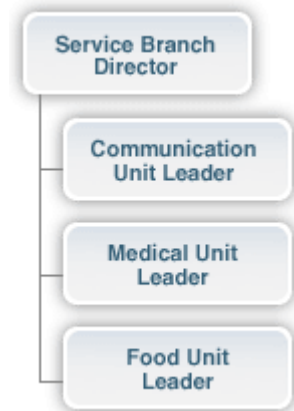 Service Branch
Director
Communication
Unit Leader
Medical Unit
Leader
Food Unit
Leader